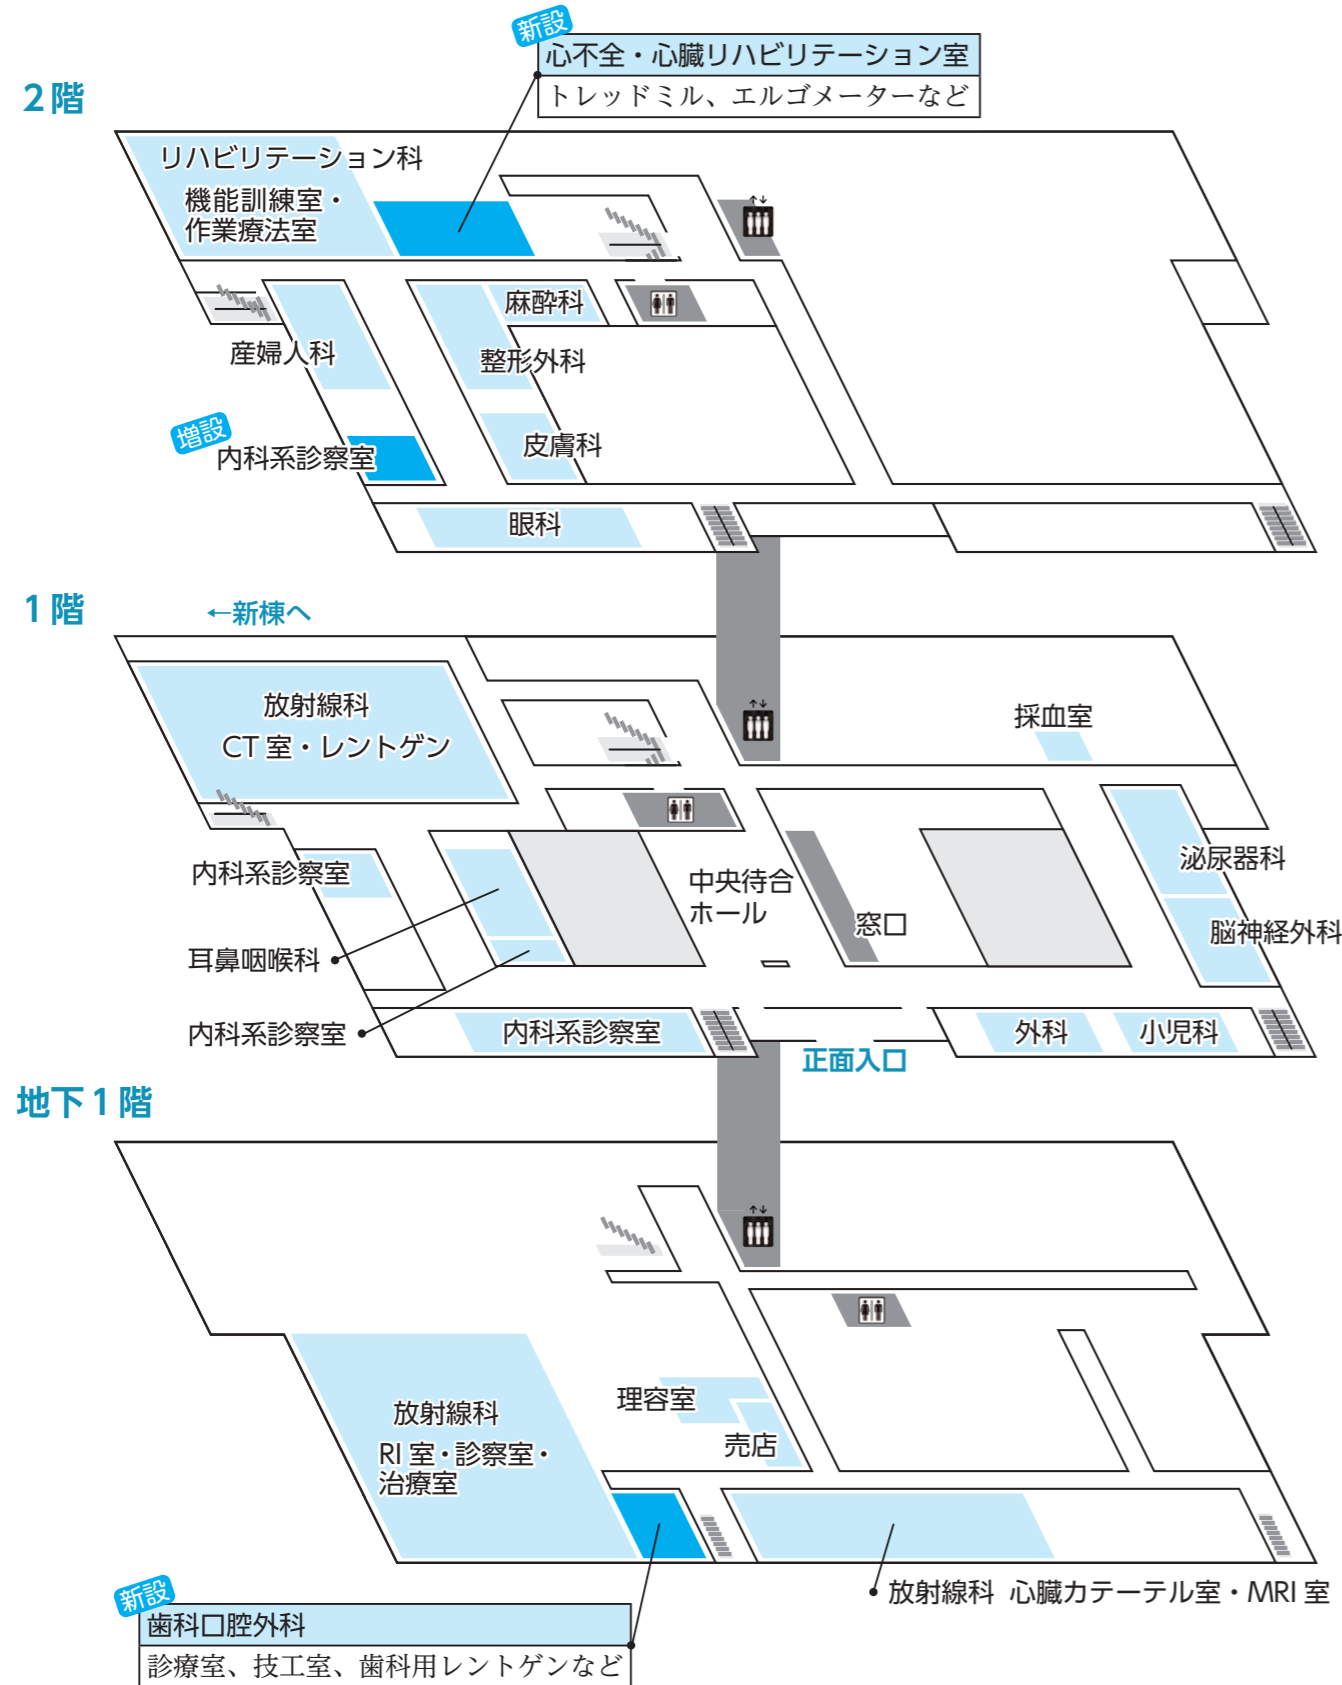 新設
心不全・心臓リハビリテーション室
トレッドミル、エルゴメーターなど
2階
リハビリテーション科
機能訓練室・
作業療法室
麻酔科
産婦人科
整形外科
増設
内科系診察室
皮膚科
眼科
1階
←新棟へ
放射線科
CT室・レントゲン
採血室
内科系診察室
中央待合
ホール
窓口
泌尿器科
脳神経外科
耳鼻咽喉科
内科系診察室
内科系診察室
外科
小児科
正面入口
地下1階
理容室
売店
放射線科
RI室・診察室・
治療室
放射線科 心臓カテーテル室・MRI室
新設
歯科口腔外科
診療室、技工室、歯科用レントゲンなど